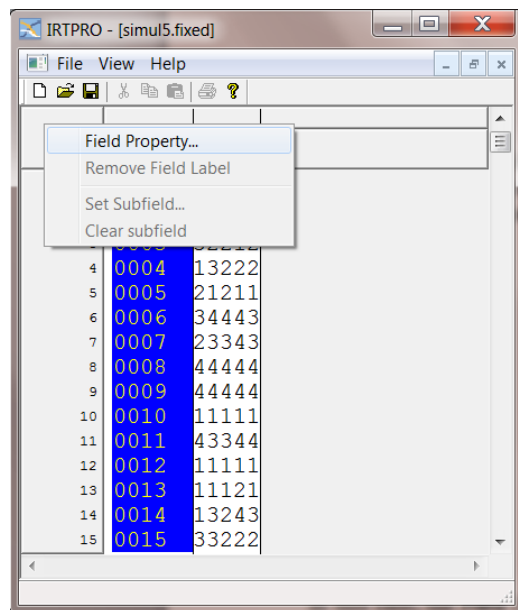 IRTPRO - [simul5.fixed]
File View Help
Field Property...
Remove Field Label
Set Subfield...
Clear subfield
4 0004 13222
5 0005 21211
6 0006 34443
7 0007 23343
8 0008 44444
9 0009 44444
10 0010 11111
11 0011 43344
12 0012 11111
13 0013 11121
14 0014 13243
15 0015 33222